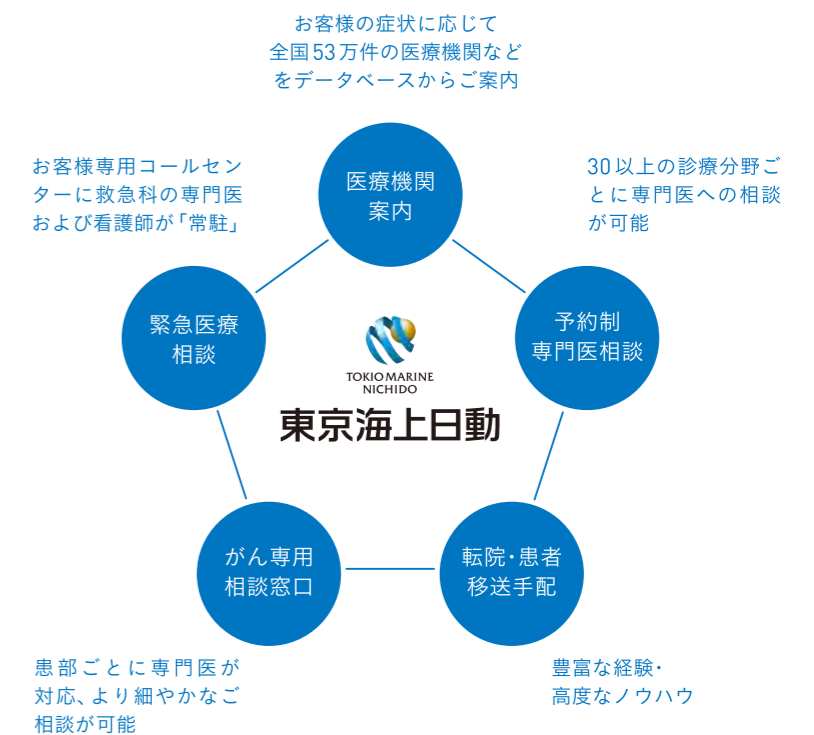 お客様の症状に応じて
全国53万件の医療機関など
をデータベースからご案内
医療機関
案内
お客様専用コールセン
ターに救急科の専門医
および看護師が「常駐」
30以上の診療分野ご
とに専門医への相談
が可能
緊急医療
相談
予約制
専門医相談
TOKIO MARINE
NICHIDO
東京海上日動
がん専用
相談窓口
転院・患者
移送手配
患部ごとに専門医が
対応、より細やかなご
相談が可能
豊富な経験・
高度なノウハウ